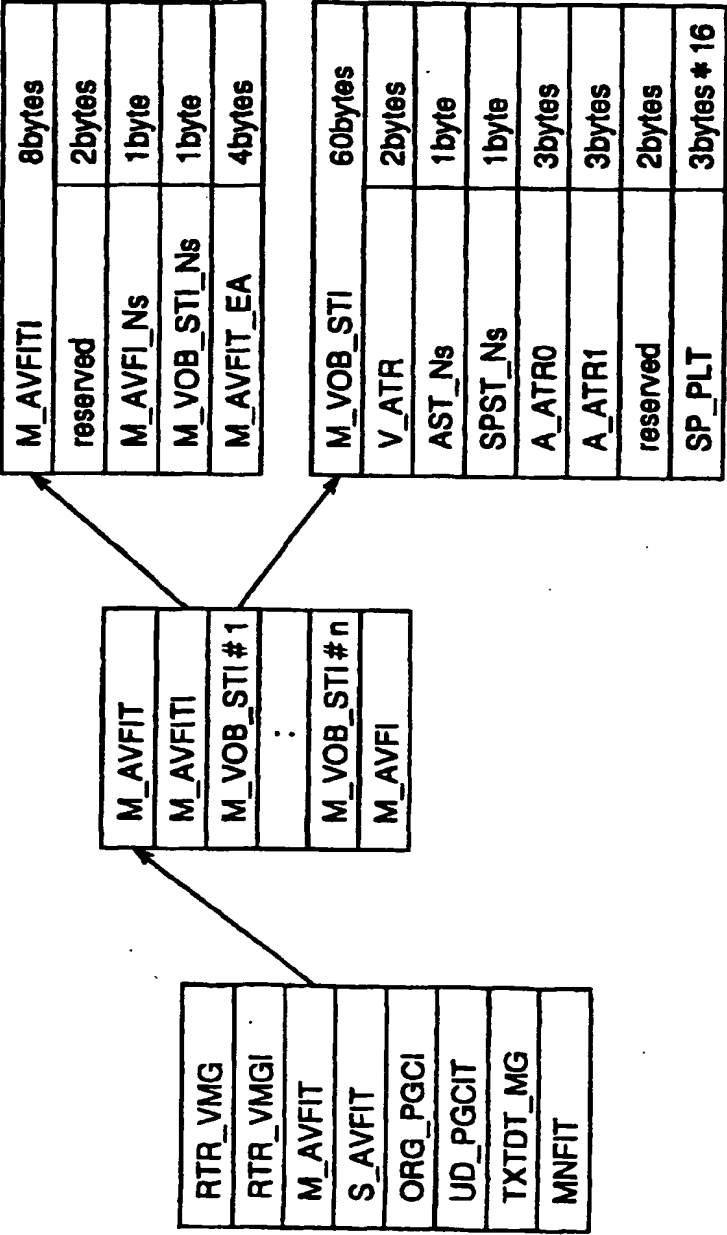 RTR_VMG
RTR_VMGI
M_AVFIT
S_AVFIT
ORG_PGCI
UD_PGCIT
TXTDT_MG
MNFIT
M_AVFIT
M_AVFITI
M_VOB_STI#1
:
M_VOB_STI#n
M_AVFI
M_AVFITI 8bytes
reserved 2bytes
M_AVFI_Ns 1byte
M_VOB_STI_Ns 1byte
M_AVFIT_EA 4bytes
M_VOB_STI 60bytes
V_ATR 2bytes
AST_Ns 1byte
SPST_Ns 1byte
A_ATR0 3bytes
A_ATR1 3bytes
reserved 2bytes
SP_PLT 3bytes*16